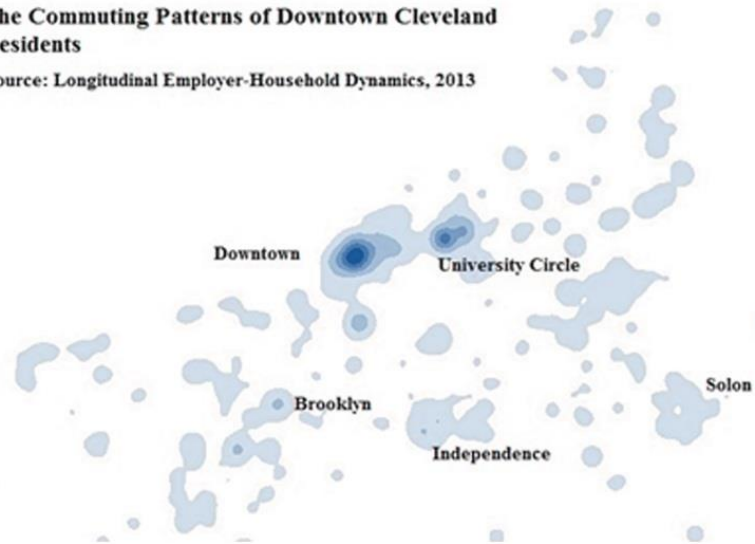 he Commuting Patterns of Downtown Cleveland
esidents
ource: Longitudinal Employer-Household Dynamics, 2013
Downtown
University Circle
Solon
Brooklyn
Independence